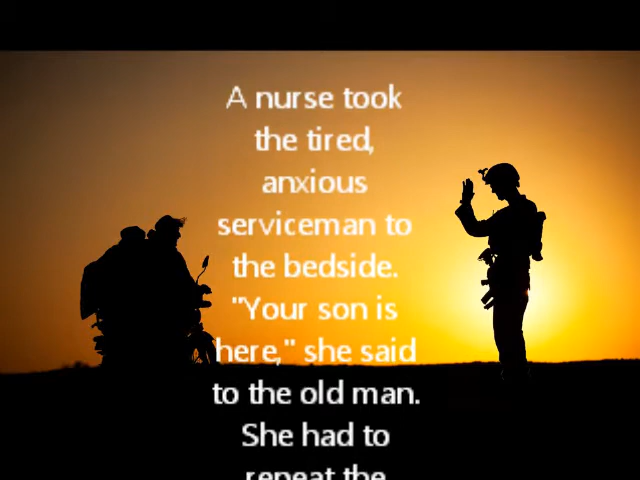 A nurse took
the tired,
anxious
serviceman to
the bedside.
"Your son is
here," she said
to the old man.
She had to
repeat the